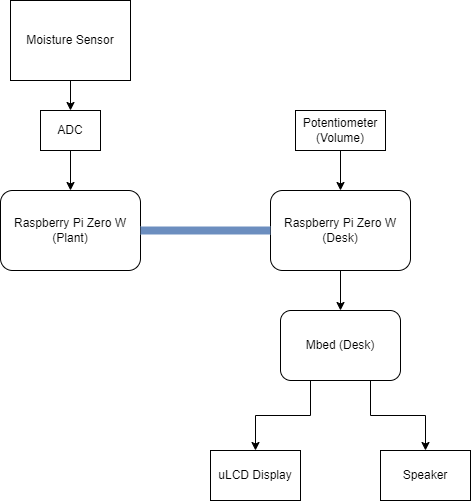 Moisture Sensor
ADC
Potentiometer
(Volume)
Raspberry Pi Zero W
(Plant)
Raspberry Pi Zero W
(Desk)
Mbed (Desk)
uLCD Display
Speaker